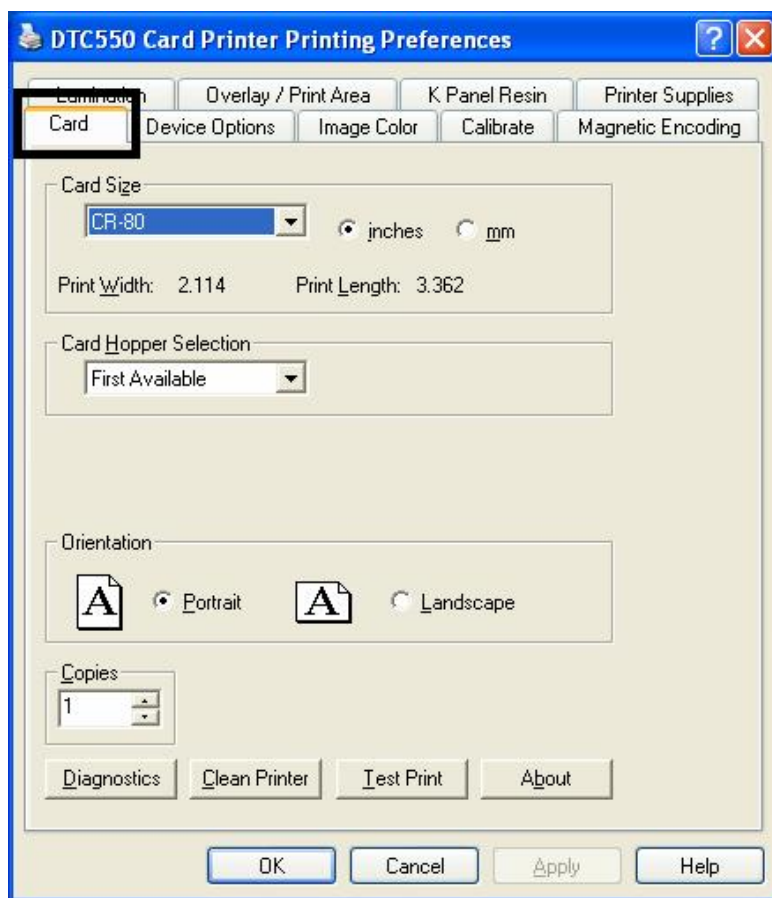 DTC550 Card Printer Printing Preferences
Lamination Overlay / Print Area K Panel Resin Printer Supplies
Card Device Options Image Color Calibrate Magnetic Encoding
Card Size
CR-80 inches mm
Print Width: 2.114 Print Length: 3.362
Card Hopper Selection
First Available
Orientation
A Portrait A Landscape
Copies
1
Diagnostics Clean Printer Test Print About
OK Cancel Apply Help